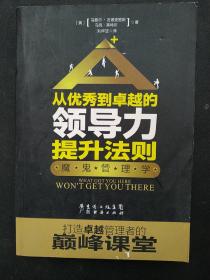 从优秀到卓越的
领导力
提升法则
·魔·鬼·管·理·学·
WHAT GOT YOU HERE
WON'T GET YOU THERE
打造卓越管理者的
巅峰课堂